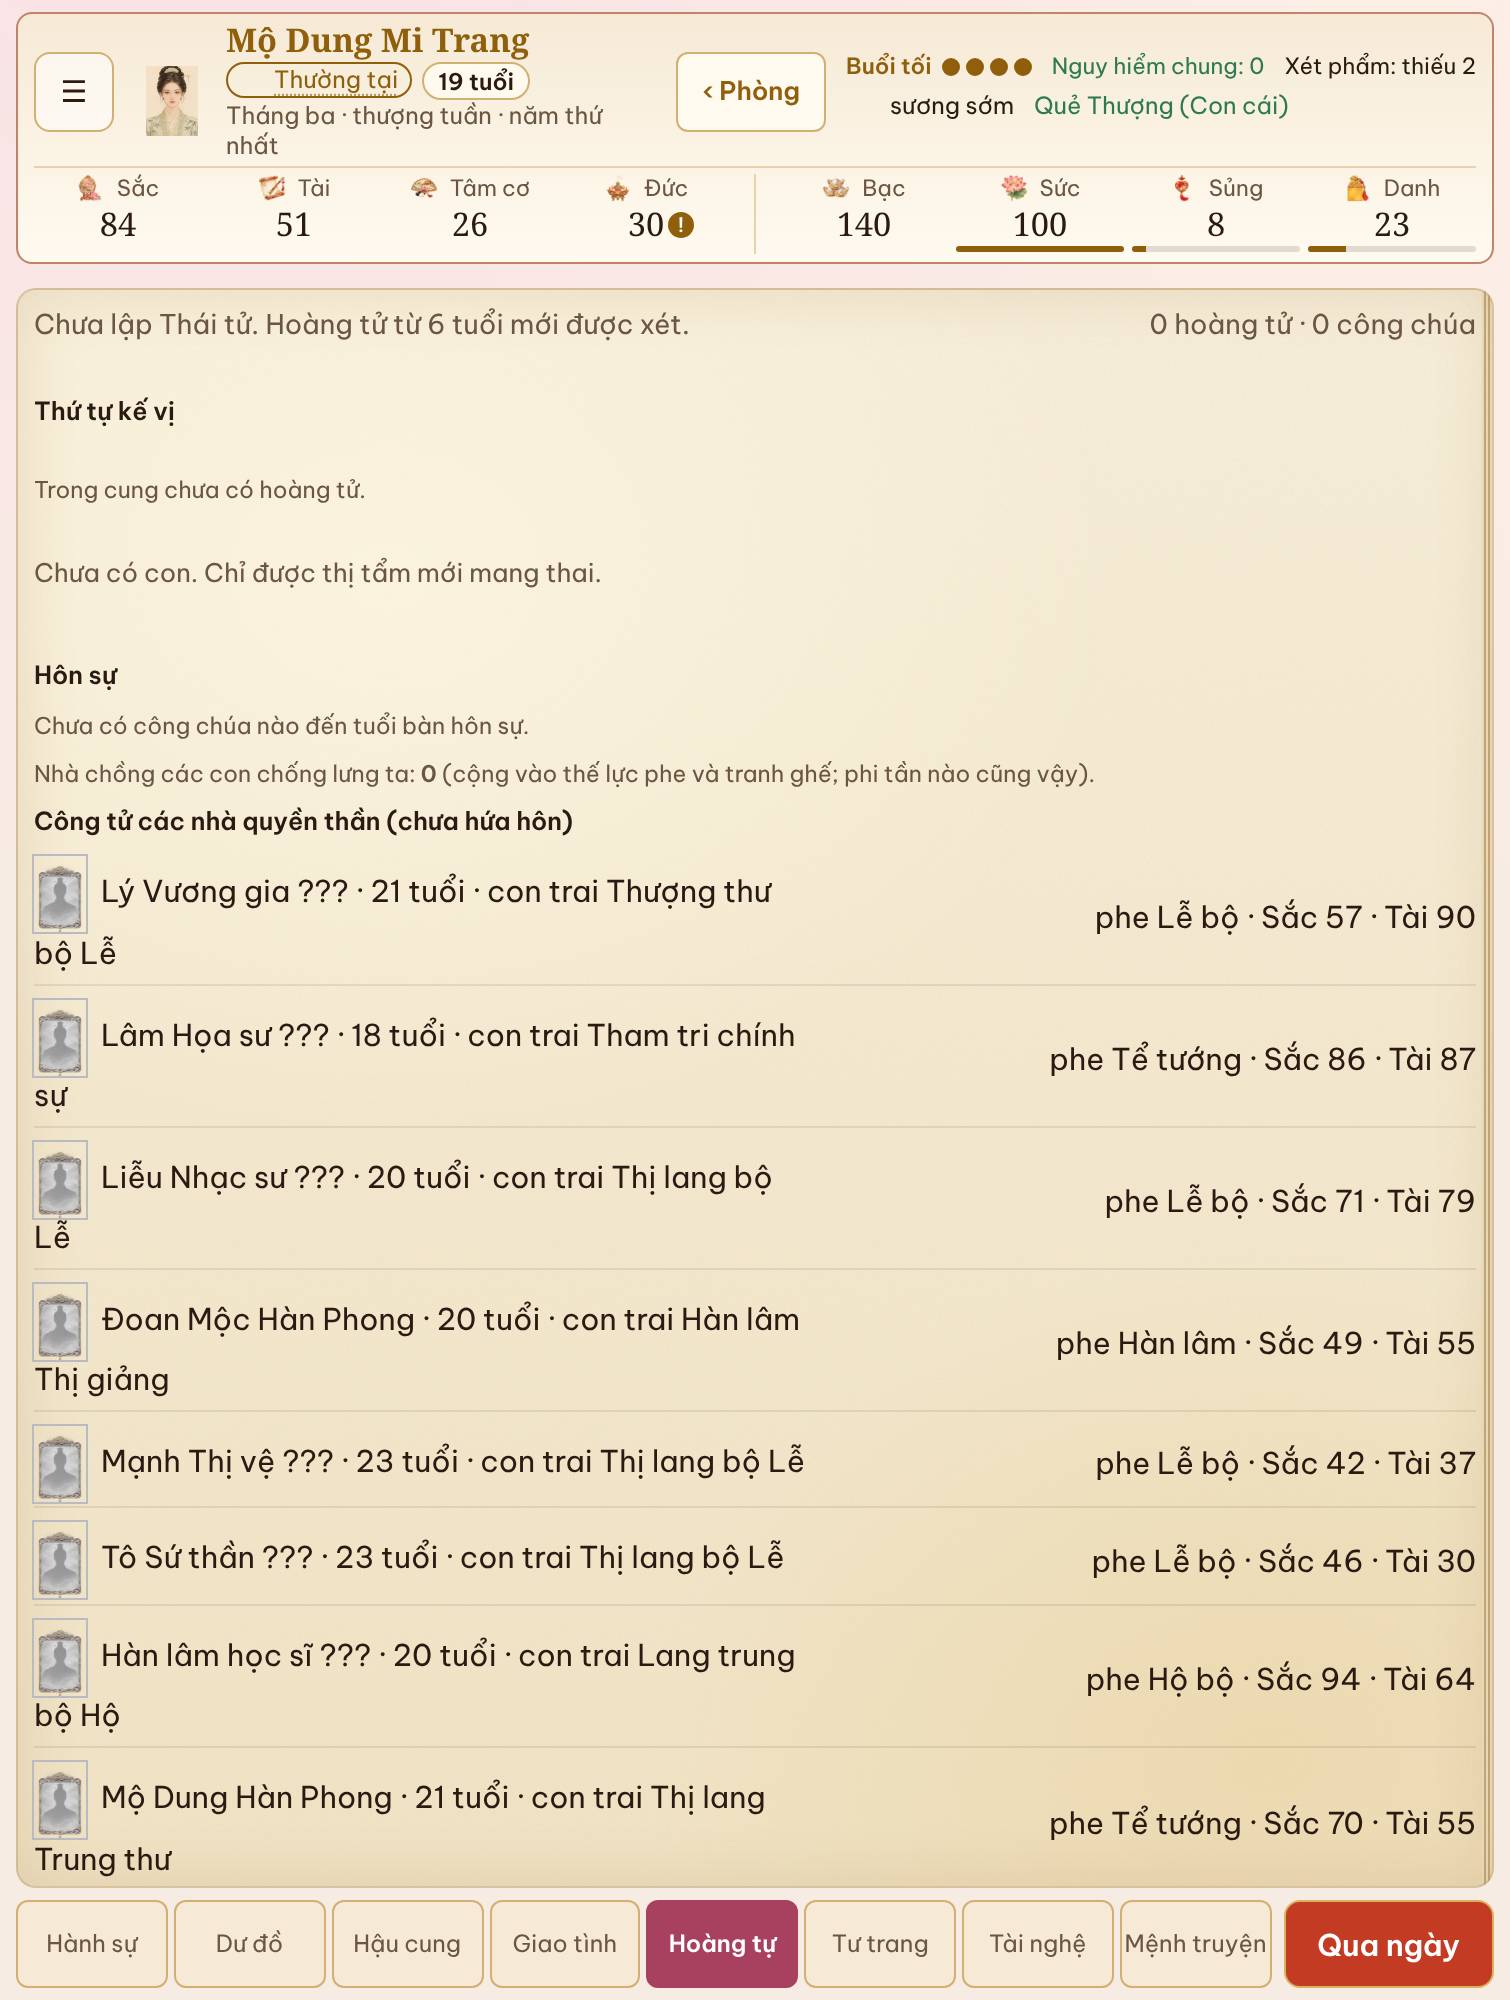 ☰
Mộ Dung Mi Trang
Thường tại
19 tuổi
Tháng ba · thượng tuần · năm thứ
nhất
‹ Phòng
Buổi tối
Nguy hiểm chung: 0
Xét phẩm: thiếu 2
sương sớm
Quẻ Thượng (Con cái)
Sắc
84
Tài
51
Tâm cơ
26
Đức
30 !
Bạc
140
Sức
100
Sủng
8
Danh
23
Chưa lập Thái tử. Hoàng tử từ 6 tuổi mới được xét.
0 hoàng tử · 0 công chúa
Thứ tự kế vị
Trong cung chưa có hoàng tử.
Chưa có con. Chỉ được thị tẩm mới mang thai.
Hôn sự
Chưa có công chúa nào đến tuổi bàn hôn sự.
Nhà chồng các con chống lưng ta: 0 (cộng vào thế lực phe và tranh ghế; phi tần nào cũng vậy).
Công tử các nhà quyền thần (chưa hứa hôn)
Lý Vương gia ??? · 21 tuổi · con trai Thượng thư
bộ Lễ
phe Lễ bộ · Sắc 57 · Tài 90
Lâm Họa sư ??? · 18 tuổi · con trai Tham tri chính
sự
phe Tể tướng · Sắc 86 · Tài 87
Liễu Nhạc sư ??? · 20 tuổi · con trai Thị lang bộ
Lễ
phe Lễ bộ · Sắc 71 · Tài 79
Đoan Mộc Hàn Phong · 20 tuổi · con trai Hàn lâm
Thị giảng
phe Hàn lâm · Sắc 49 · Tài 55
Mạnh Thị vệ ??? · 23 tuổi · con trai Thị lang bộ Lễ
phe Lễ bộ · Sắc 42 · Tài 37
Tô Sứ thần ??? · 23 tuổi · con trai Thị lang bộ Lễ
phe Lễ bộ · Sắc 46 · Tài 30
Hàn lâm học sĩ ??? · 20 tuổi · con trai Lang trung
bộ Hộ
phe Hộ bộ · Sắc 94 · Tài 64
Mộ Dung Hàn Phong · 21 tuổi · con trai Thị lang
Trung thư
phe Tể tướng · Sắc 70 · Tài 55
Hành sự
Dư đồ
Hậu cung
Giao tình
Hoàng tự
Tư trang
Tài nghệ
Mệnh truyện
Qua ngày